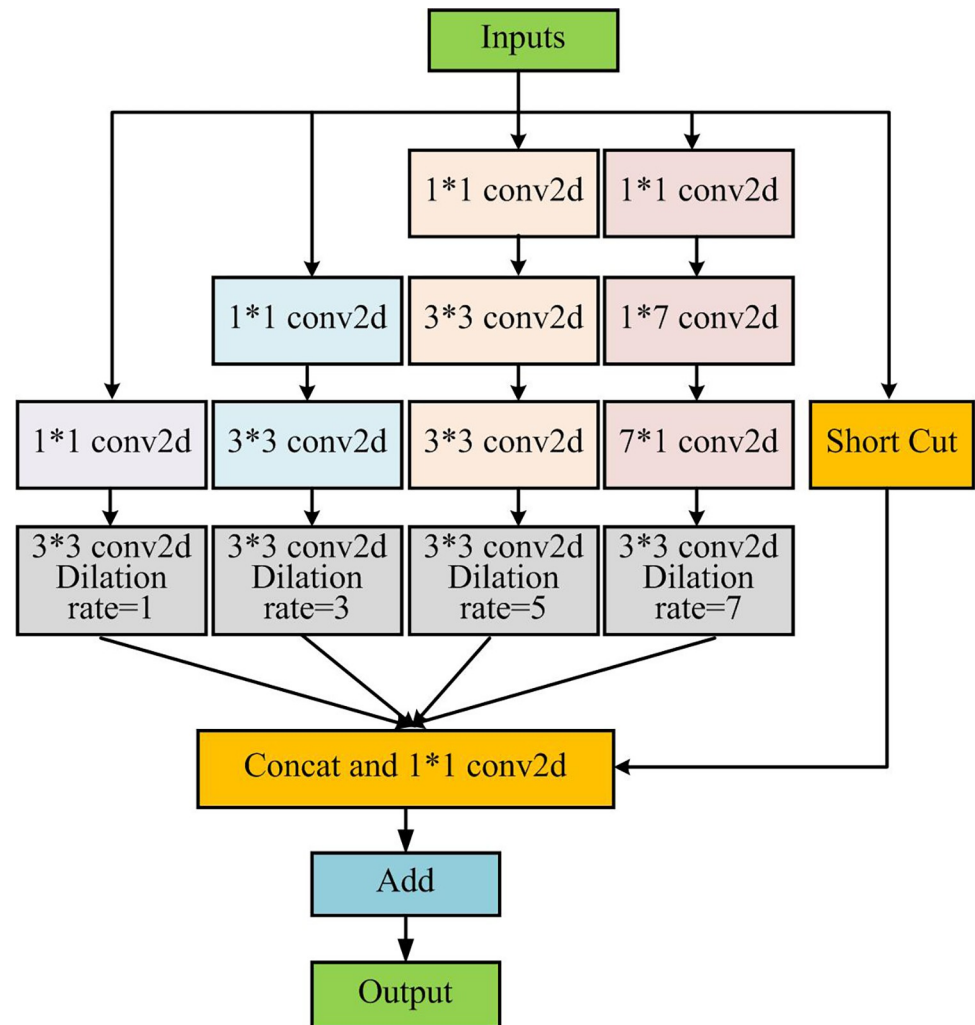 Inputs
1*1 conv2d
1*1 conv2d
1*1 conv2d
3*3 conv2d
1*7 conv2d
1*1 conv2d
3*3 conv2d
3*3 conv2d
7*1 conv2d
Short Cut
3*3 conv2d
Dilation
rate=1
3*3 conv2d
Dilation
rate=3
3*3 conv2d
Dilation
rate=5
3*3 conv2d
Dilation
rate=7
Concat and 1*1 conv2d
Add
Output